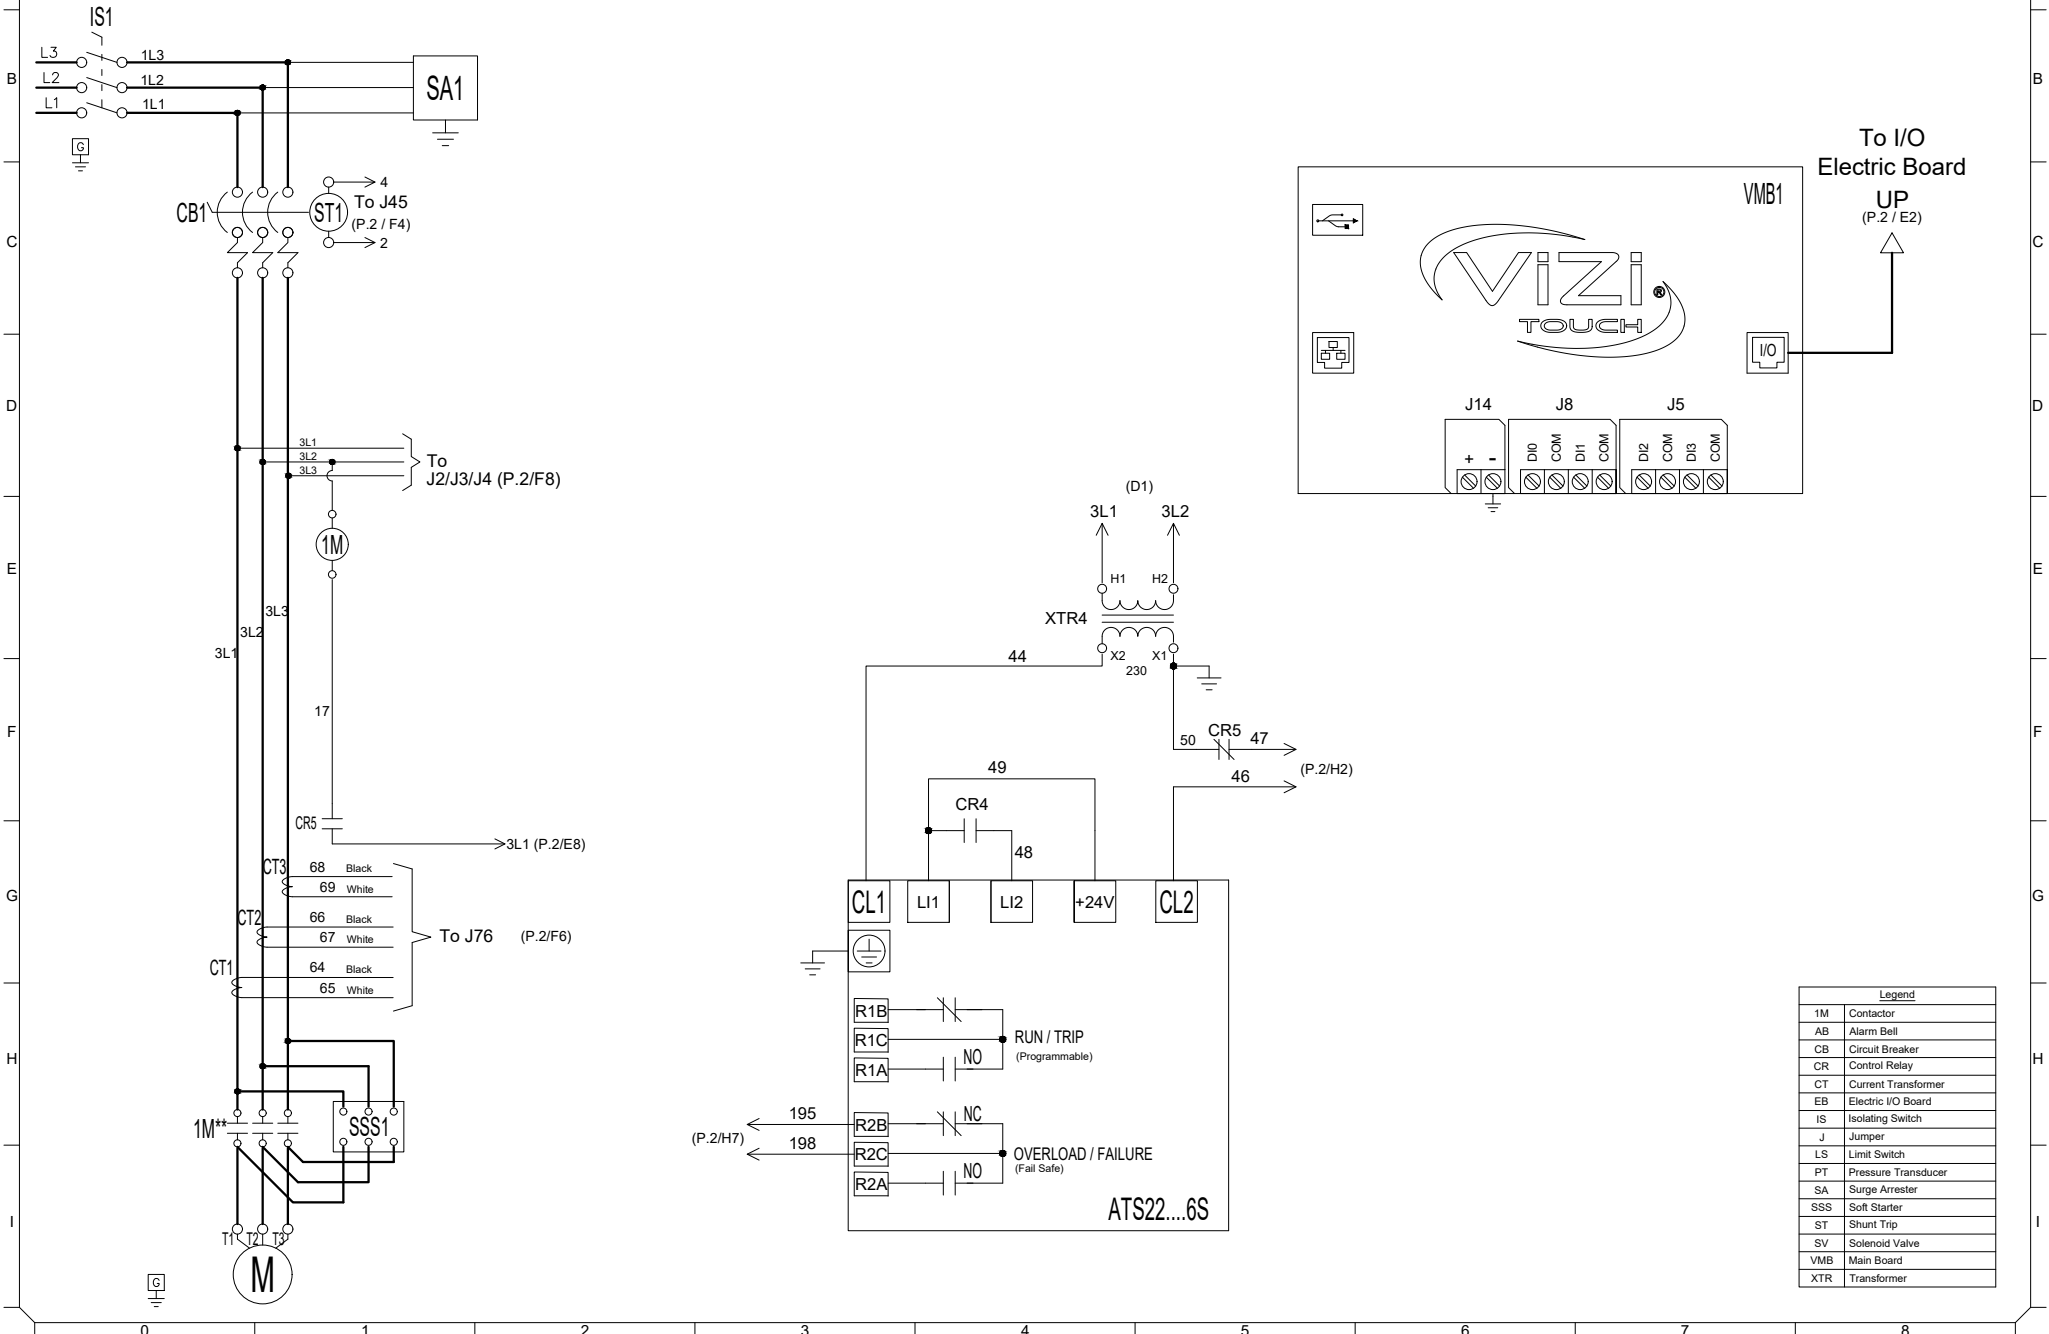 IS1
L3
1L3
L2
1L2
L1
1L1
SA1
G
B
B
CB1
ST1
4
To J45
(P.2 / F4)
2
C
C
To I/O
Electric Board
UP
(P.2 / E2)
VMB1
ViZi
®
TOUCH
I/O
J14
J8
J5
+
-
DI0
COM
DI1
COM
DI2
COM
DI3
COM
D
D
3L1
3L2
3L3
To
J2/J3/J4 (P.2/F8)
1M
(D1)
3L1
3L2
H1
H2
XTR4
X2
X1
230
E
E
3L3
3L2
3L1
44
17
50
CR5
47
(P.2/H2)
46
F
F
49
CR4
48
CR5
3L1 (P.2/E8)
CT3
68
Black
69
White
CT2
66
Black
67
White
To J76
(P.2/F6)
CT1
64
Black
65
White
G
G
CL1
LI1
LI2
+24V
CL2
R1B
R1C
RUN / TRIP
(Programmable)
NO
R1A
H
H
1M**
SSS1
(P.2/H7)
195
198
R2B
NC
R2C
OVERLOAD / FAILURE
(Fail Safe)
NO
R2A
ATS22....6S
I
I
T1
T2
T3
M
G
Legend
1M Contactor
AB Alarm Bell
CB Circuit Breaker
CR Control Relay
CT Current Transformer
EB Electric I/O Board
IS Isolating Switch
J Jumper
LS Limit Switch
PT Pressure Transducer
SA Surge Arrester
SSS Soft Starter
ST Shunt Trip
SV Solenoid Valve
VMB Main Board
XTR Transformer
0
1
2
3
4
5
6
7
8